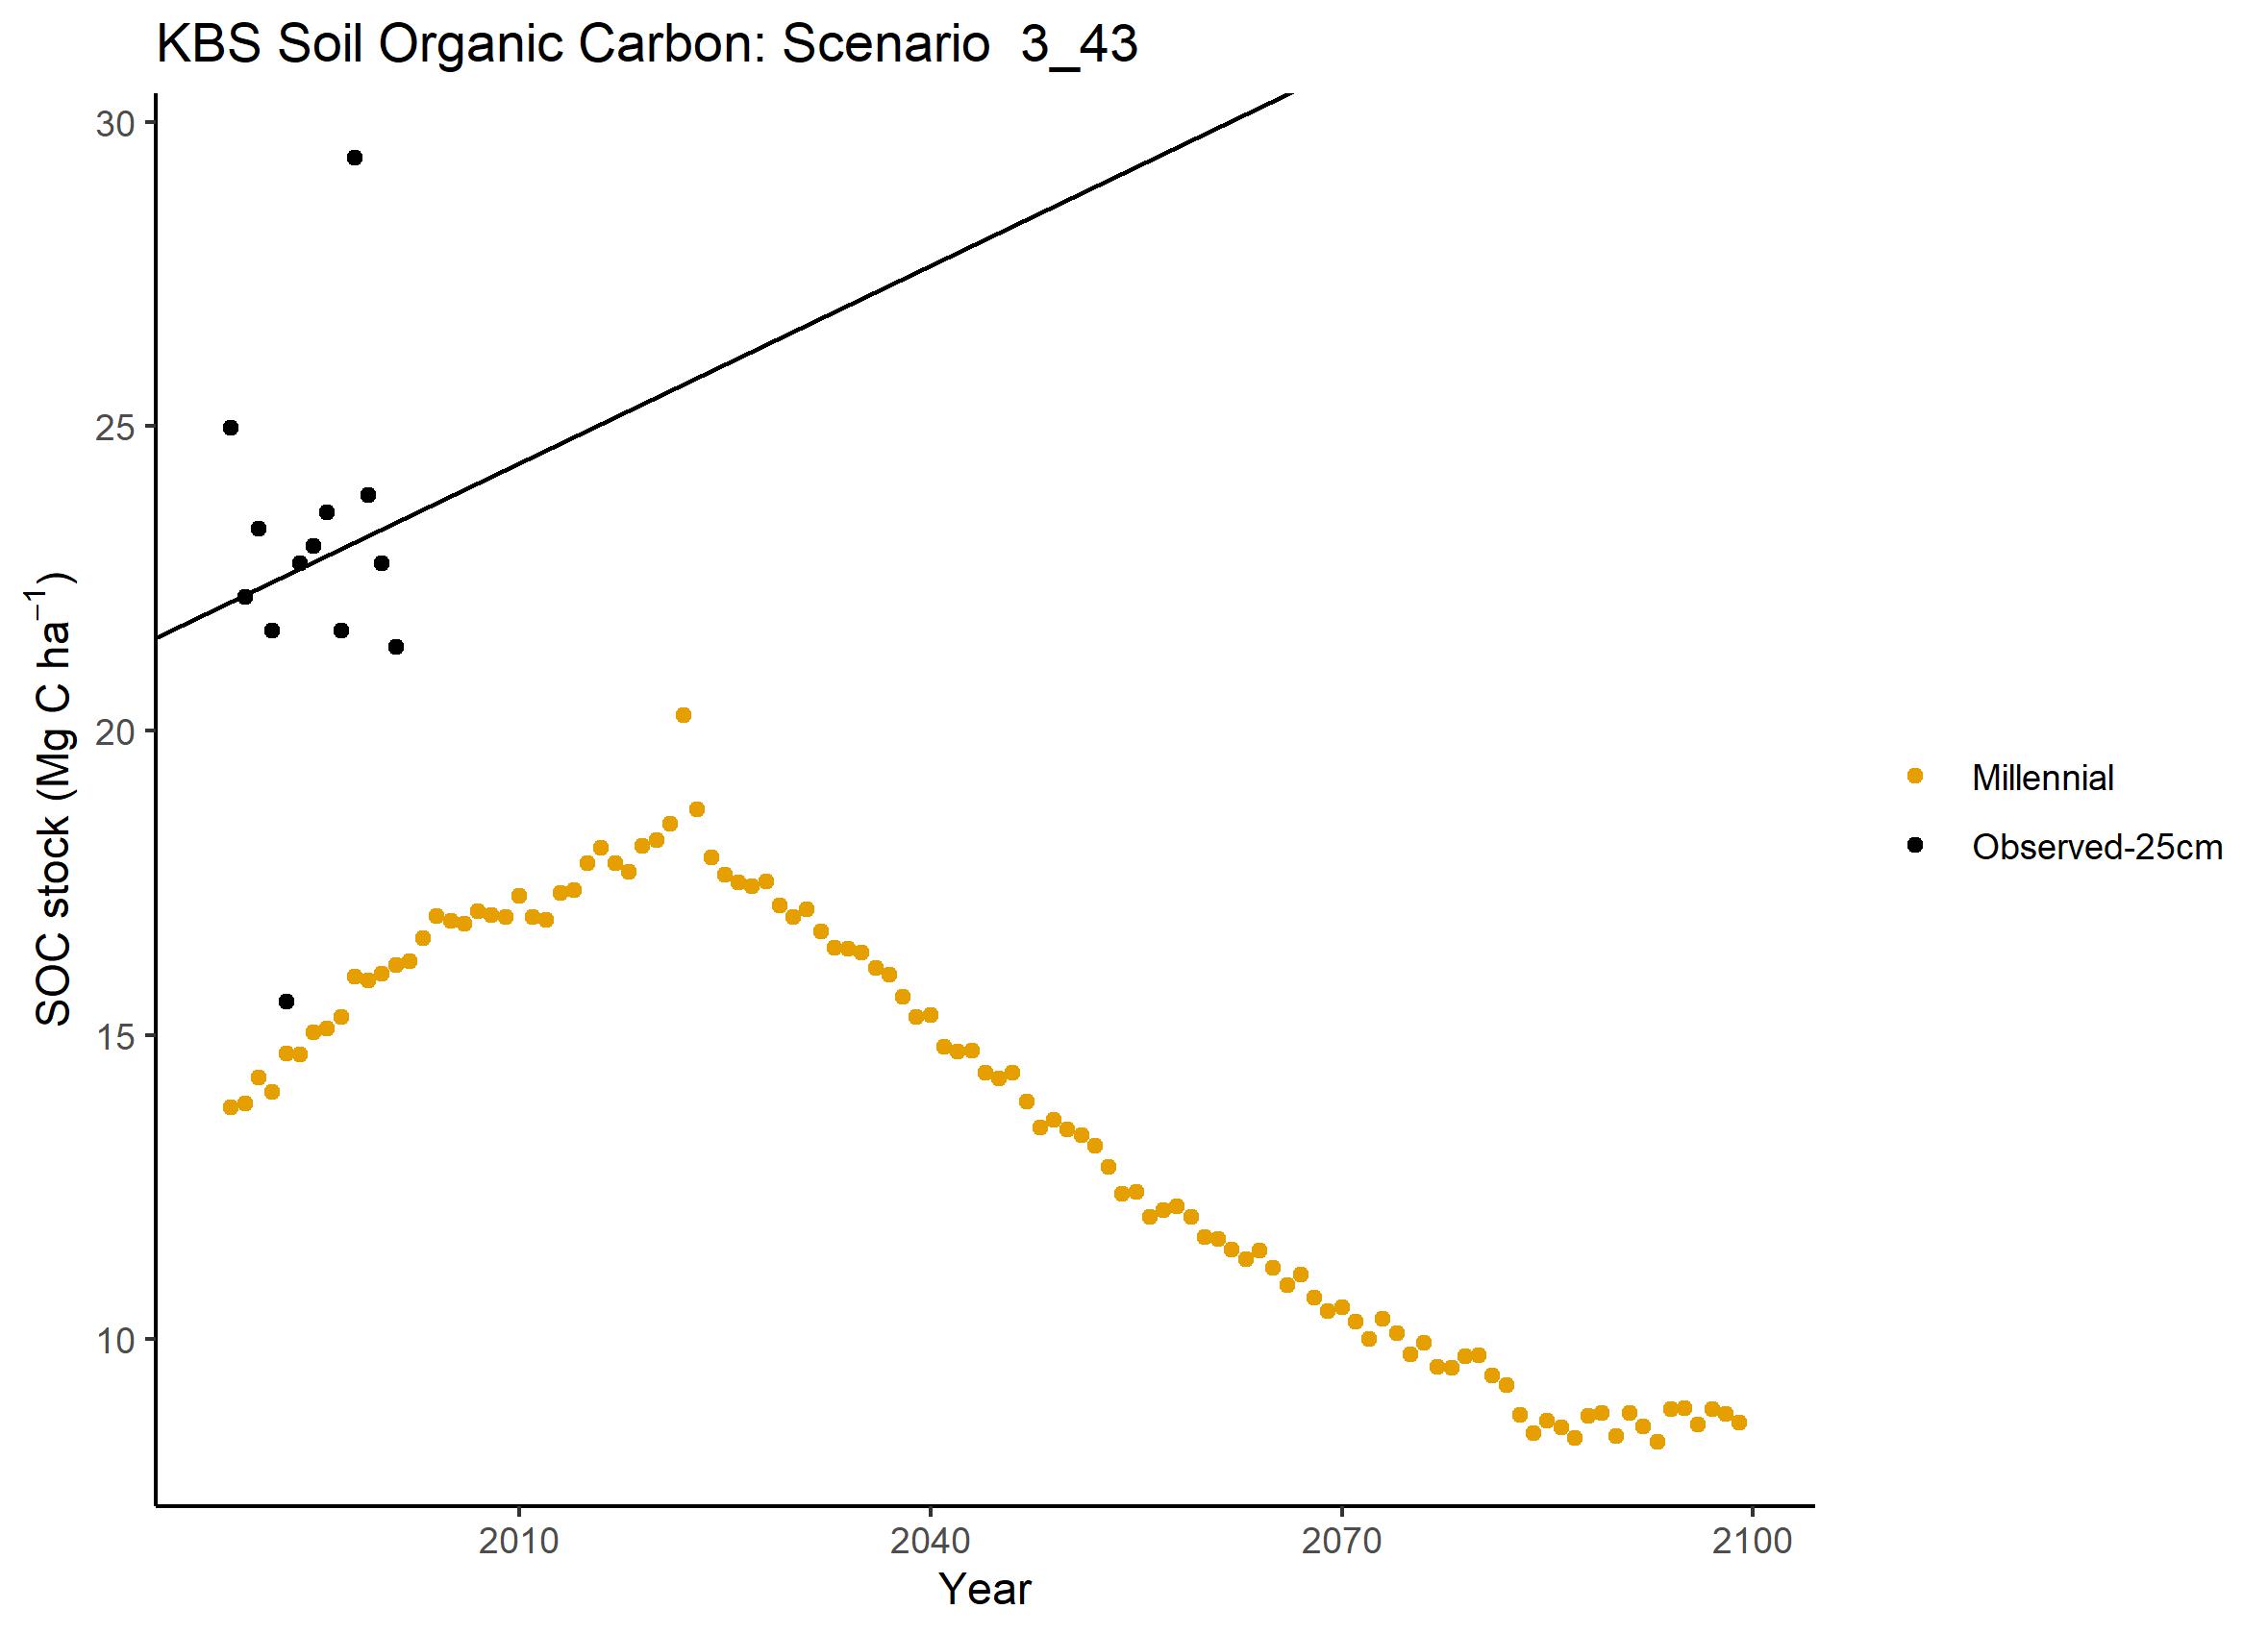 KBS Soil Organic Carbon: Scenario  3_43
SOC stock (Mg C ha⁻¹)
30
25
20
15
10
2010 2040 2070 2100
Year
Millennial
Observed-25cm